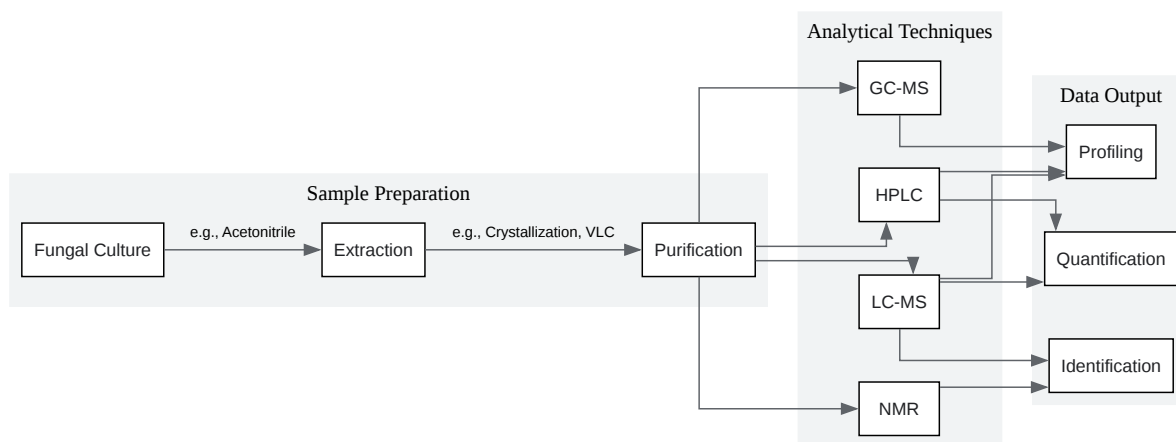 Sample Preparation
Fungal Culture
e.g., Acetonitrile
Extraction
e.g., Crystallization, VLC
Purification
Analytical Techniques
GC-MS
HPLC
LC-MS
NMR
Data Output
Profiling
Quantification
Identification